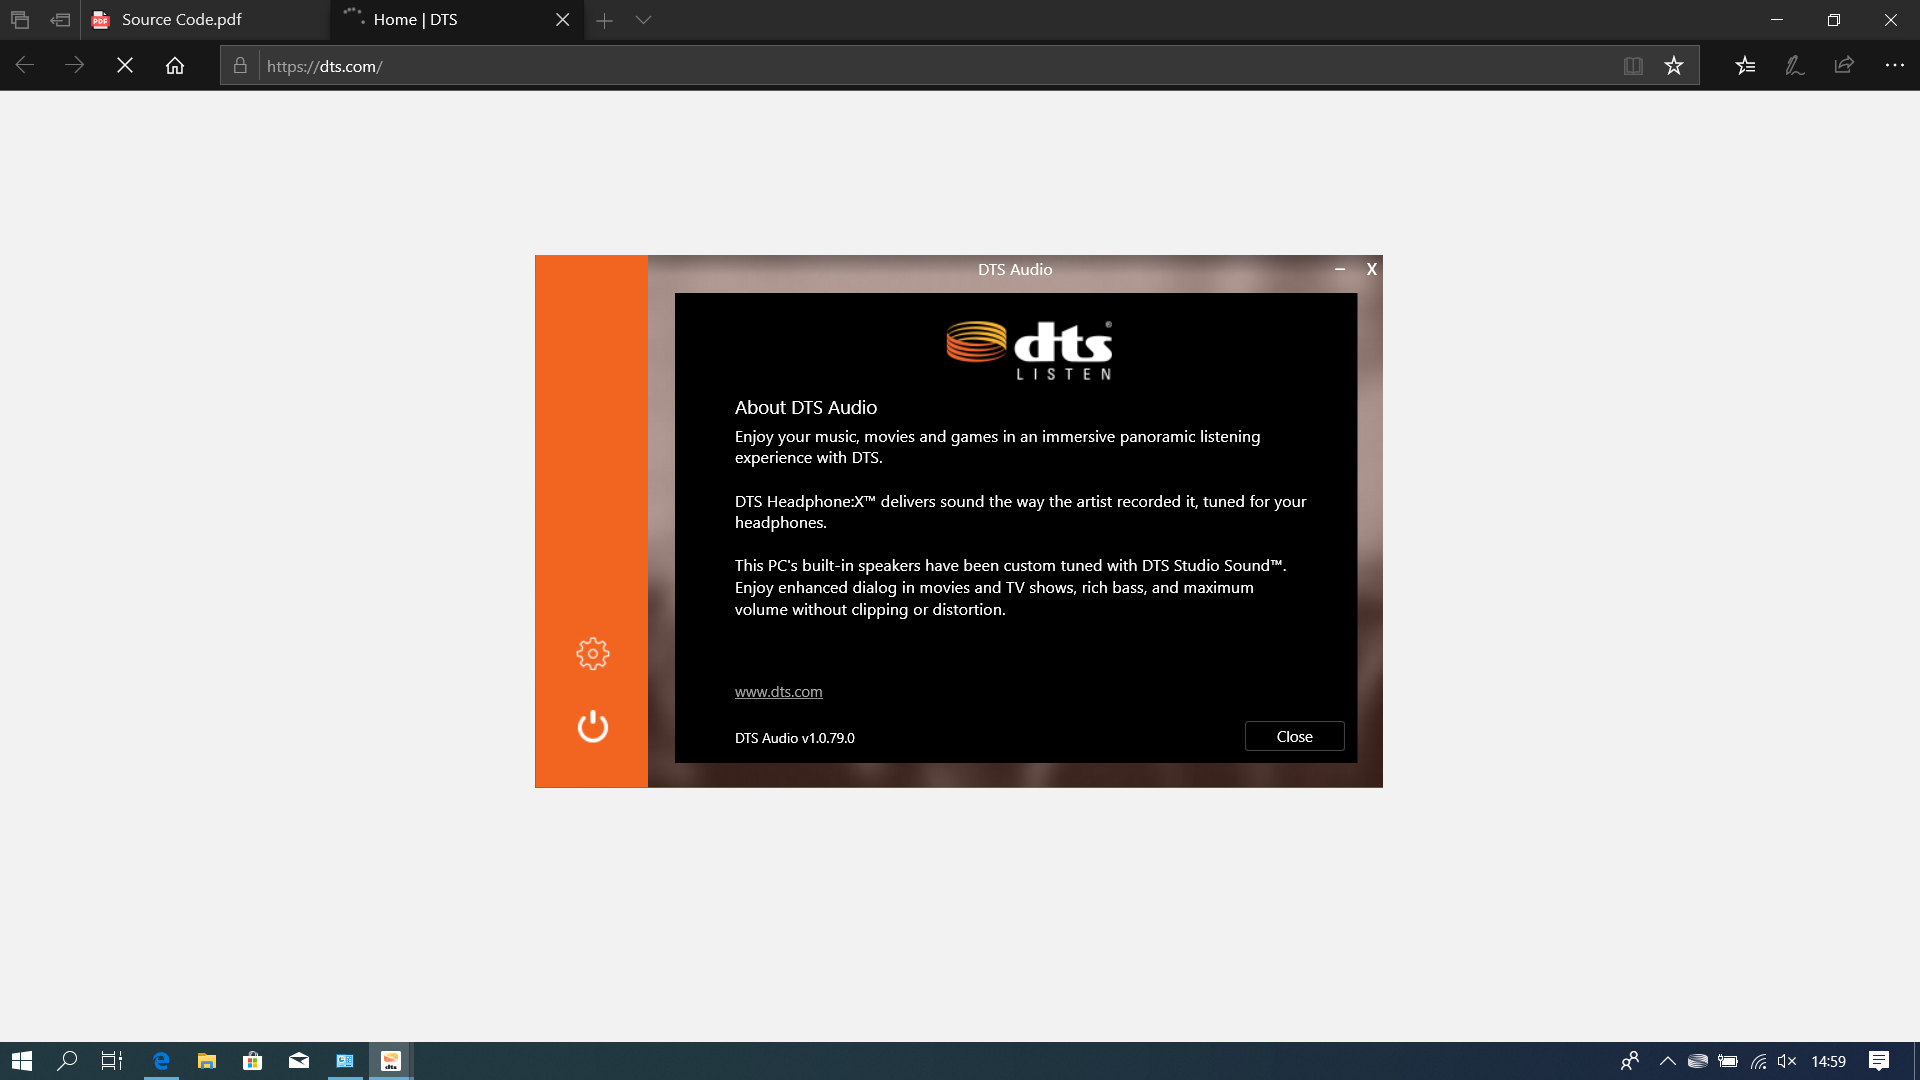 Source Code.pdf
Home | DTS
https://dts.com/
DTS Audio
X
dts
LISTEN
About DTS Audio
Enjoy your music, movies and games in an immersive panoramic listening
experience with DTS.
DTS Headphone:X™ delivers sound the way the artist recorded it, tuned for your
headphones.
This PC's built-in speakers have been custom tuned with DTS Studio Sound™.
Enjoy enhanced dialog in movies and TV shows, rich bass, and maximum
volume without clipping or distortion.
www.dts.com
DTS Audio v1.0.79.0
Close
14:59